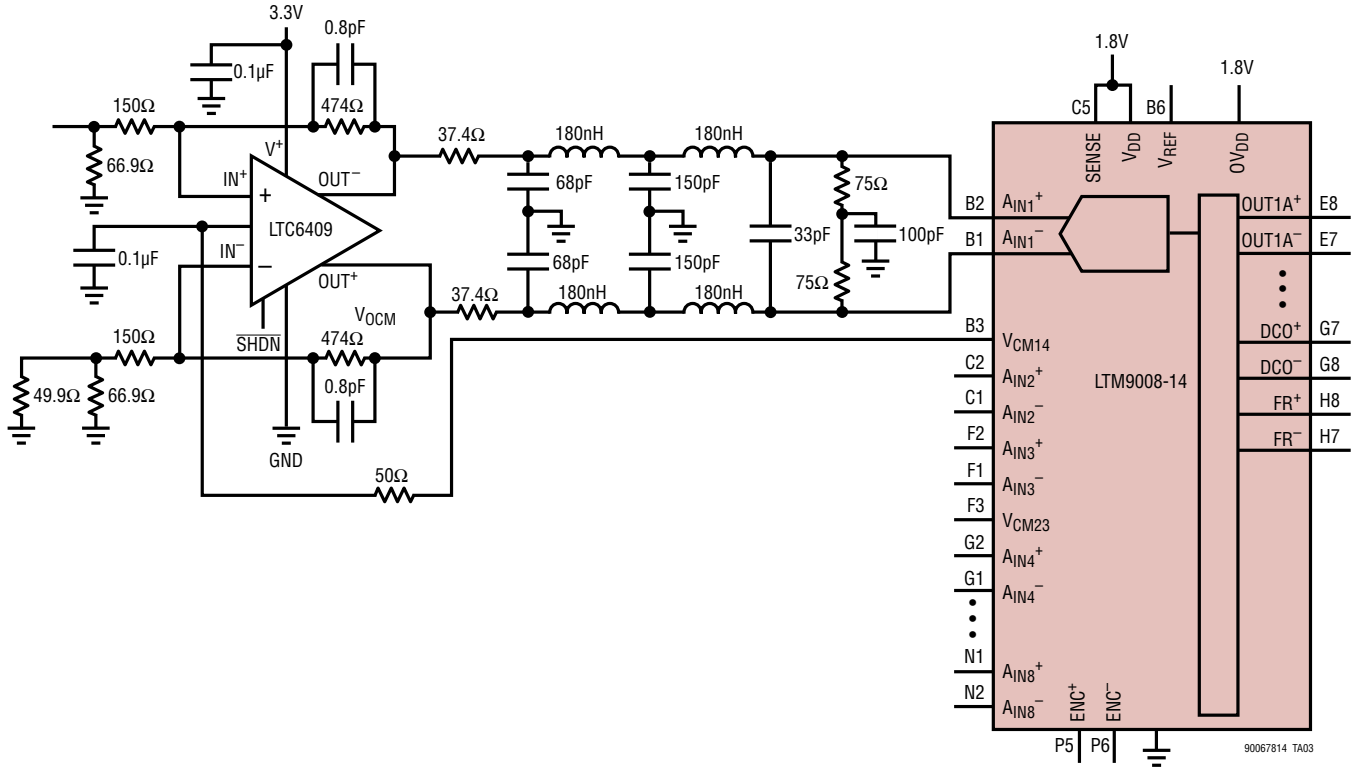 3.3V
0.8pF
0.1µF
150Ω
474Ω
66.9Ω
V+
IN+
+
OUT−
LTC6409
0.1µF
IN−
−
OUT+
VOCM
SHDN
150Ω
474Ω
0.8pF
49.9Ω
66.9Ω
GND
50Ω
37.4Ω
180nH
180nH
68pF
150pF
68pF
150pF
33pF
75Ω
100pF
75Ω
37.4Ω
180nH
180nH
1.8V
1.8V
C5
B6
SENSE
VDD
VREF
OVDD
B2 AIN1+
B1 AIN1−
B3 VCM14
C2 AIN2+
C1 AIN2−
F2 AIN3+
F1 AIN3−
F3 VCM23
G2 AIN4+
G1 AIN4−
N1 AIN8+
N2 AIN8−
LTM9008-14
OUT1A+ E8
OUT1A− E7
DCO+ G7
DCO− G8
FR+ H8
FR− H7
ENC+
ENC−
P5
P6
90067814 TA03